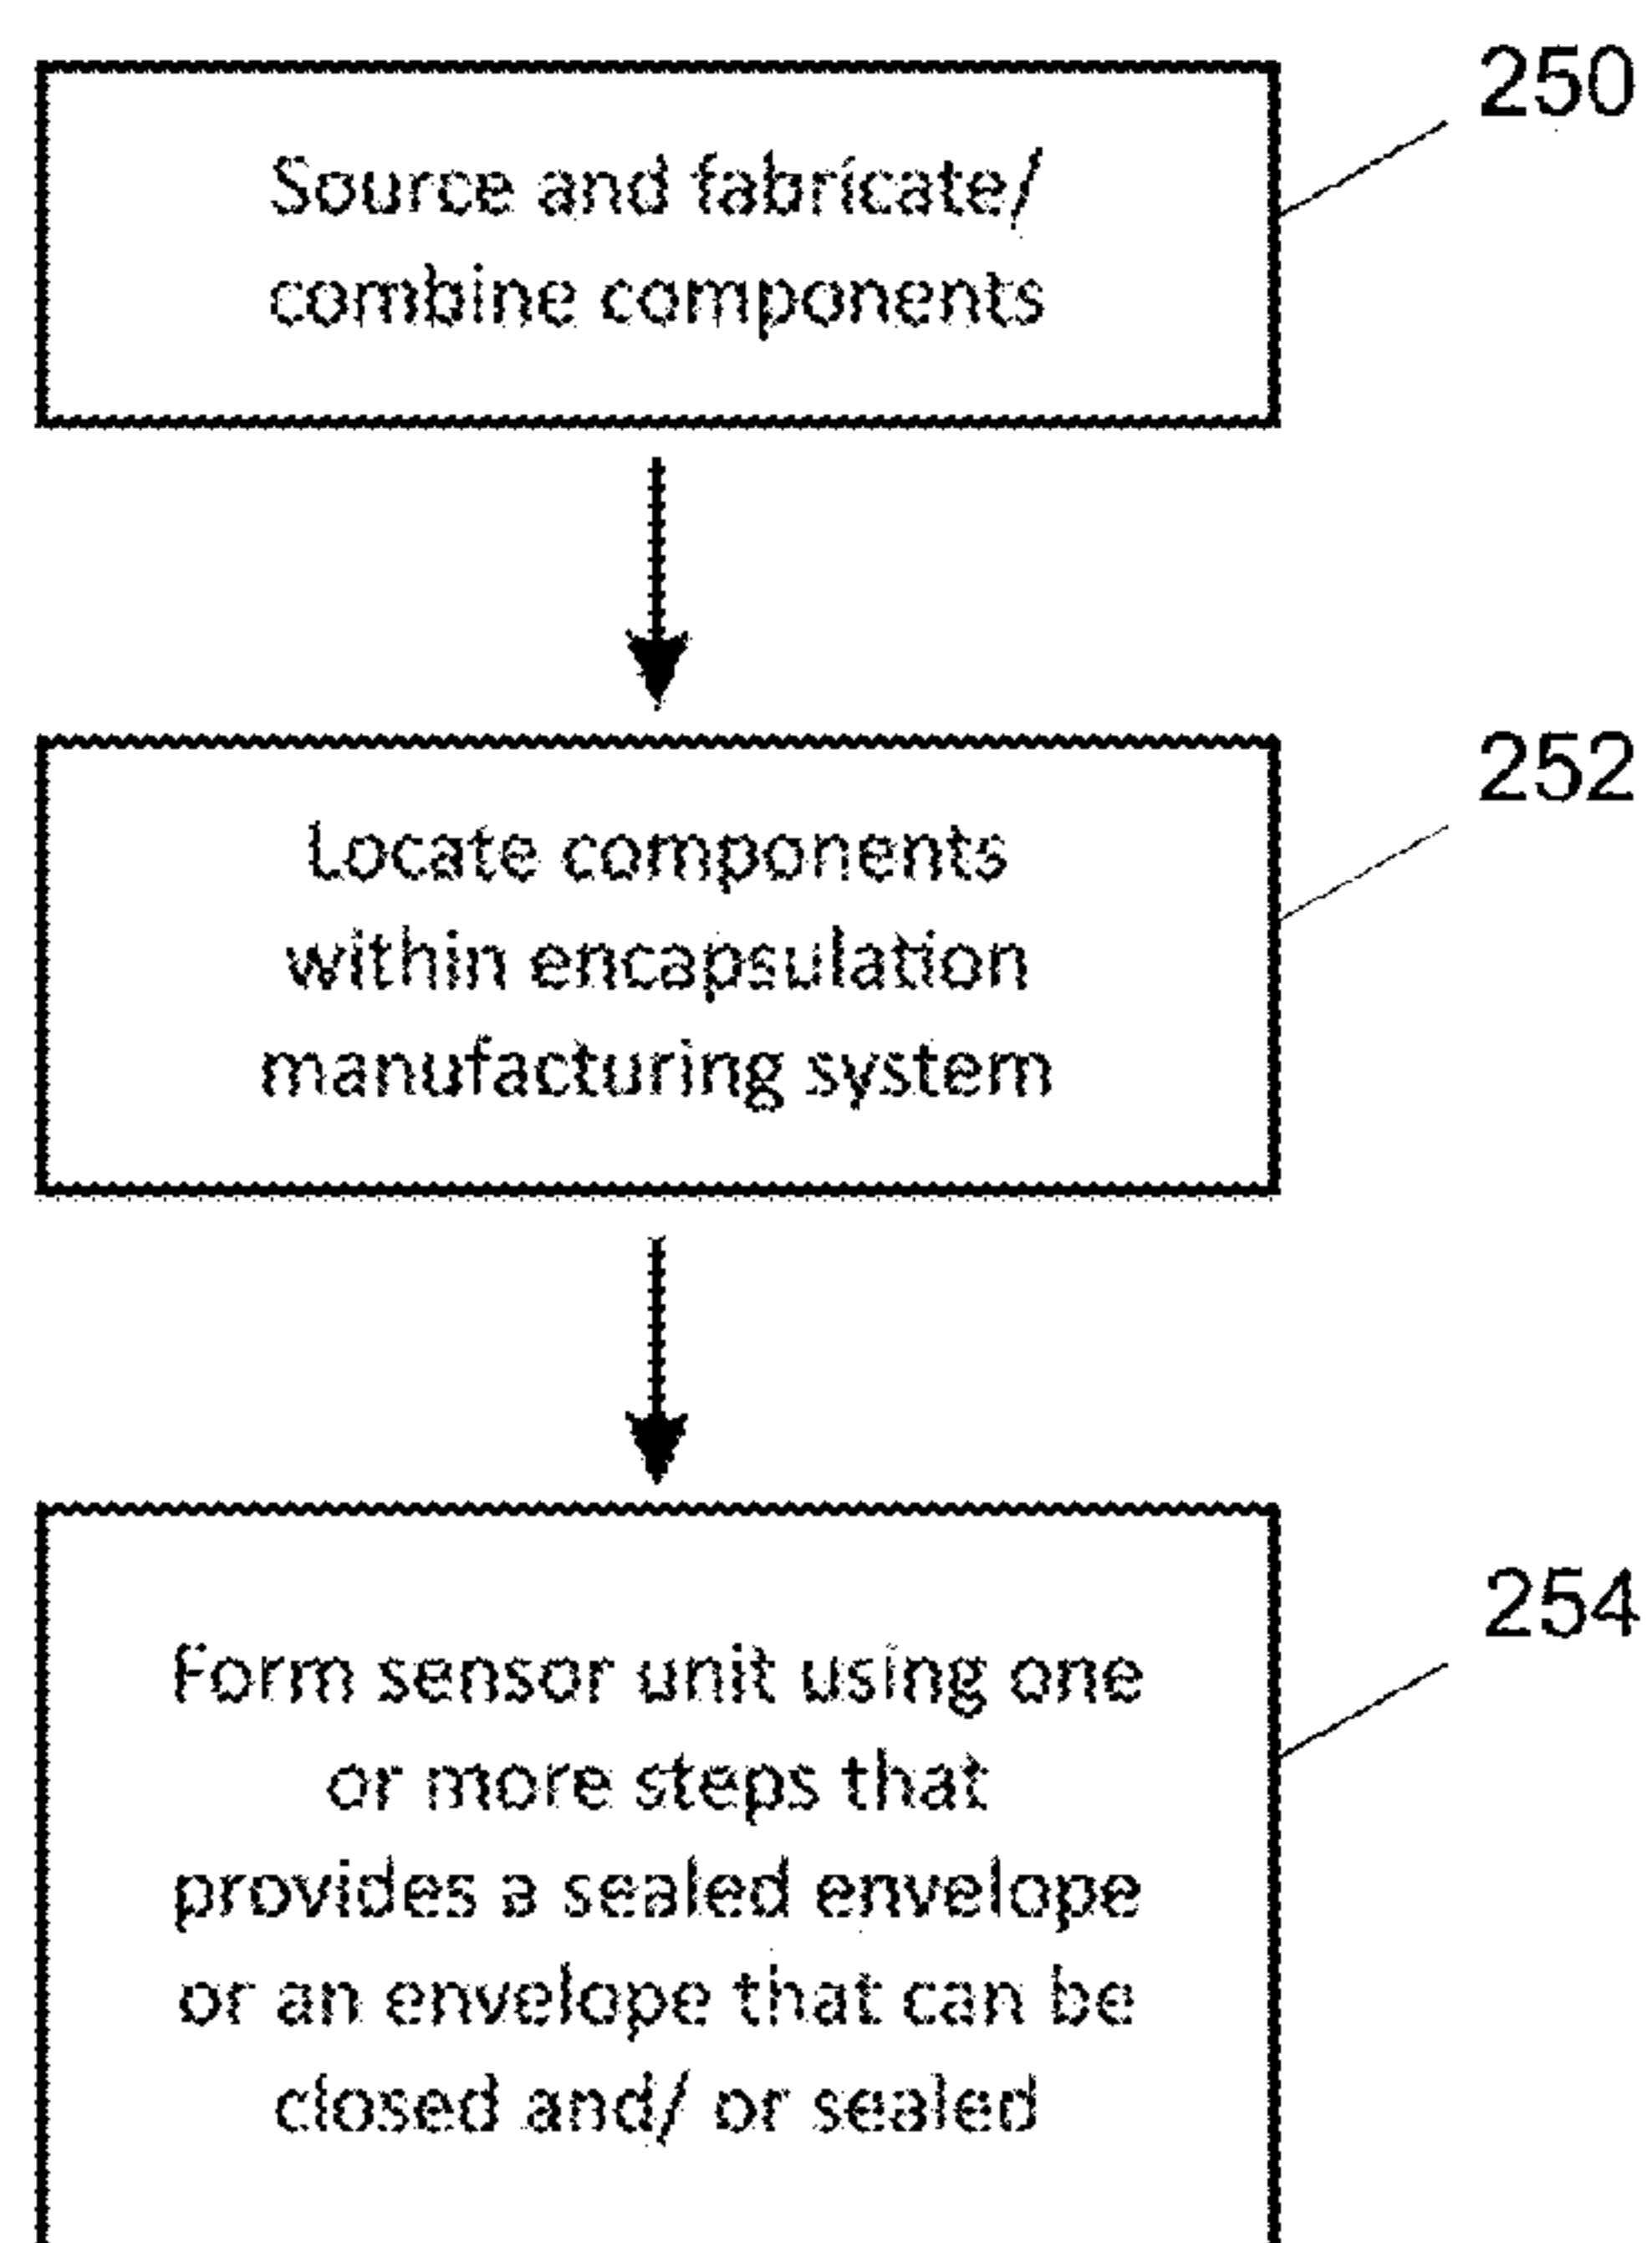 250
Source and fabricate/
combine components
252
Locate components
within encapsulation
manufacturing system
254
Form sensor unit using one
or more steps that
provides a sealed envelope
or an envelope that can be
closed and/ or sealed